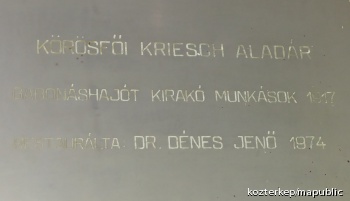 KÖRÖSFŐI KRIESCH ALADÁR
KIRAKÓ MUNKÁSOK
DR. DÉNES JENŐ 1974
kozterkep/mapublic